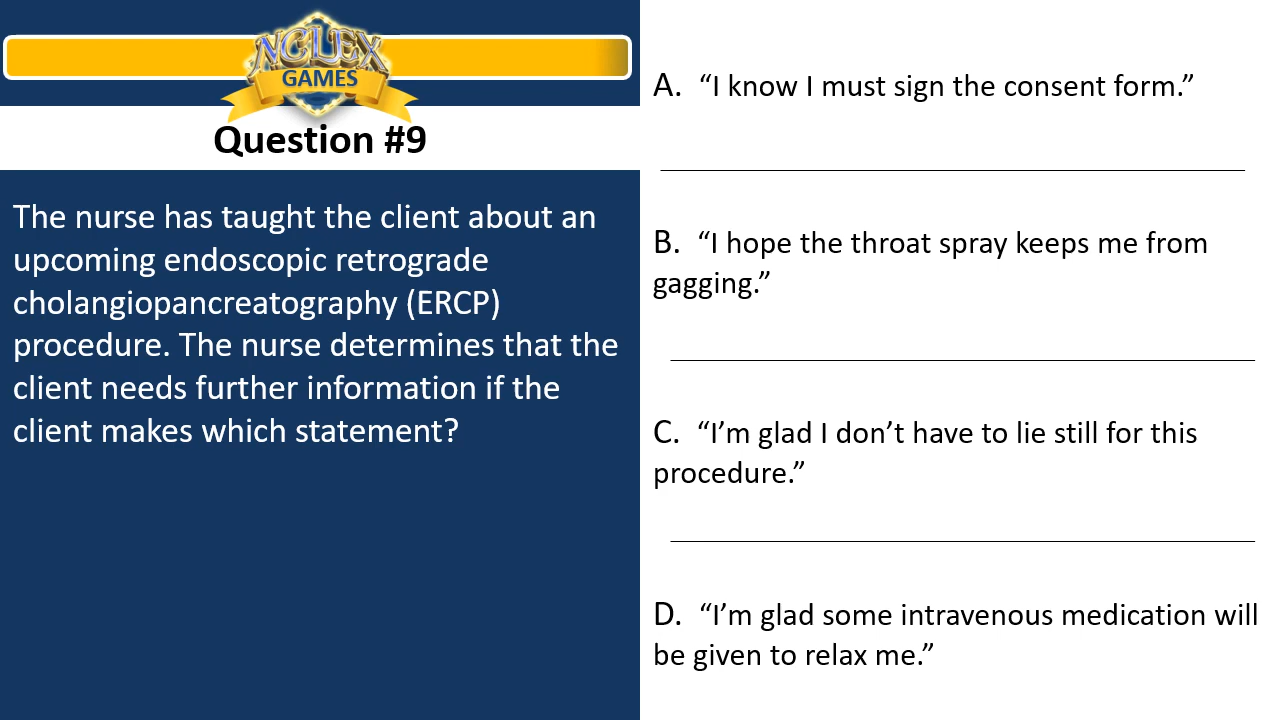 NCLEX
GAMES
Question #9
The nurse has taught the client about an
upcoming endoscopic retrograde
cholangiopancreatography (ERCP)
procedure. The nurse determines that the
client needs further information if the
client makes which statement?
A. “I know I must sign the consent form.”
B. “I hope the throat spray keeps me from
gagging.”
C. “I’m glad I don’t have to lie still for this
procedure.”
D. “I’m glad some intravenous medication will
be given to relax me.”